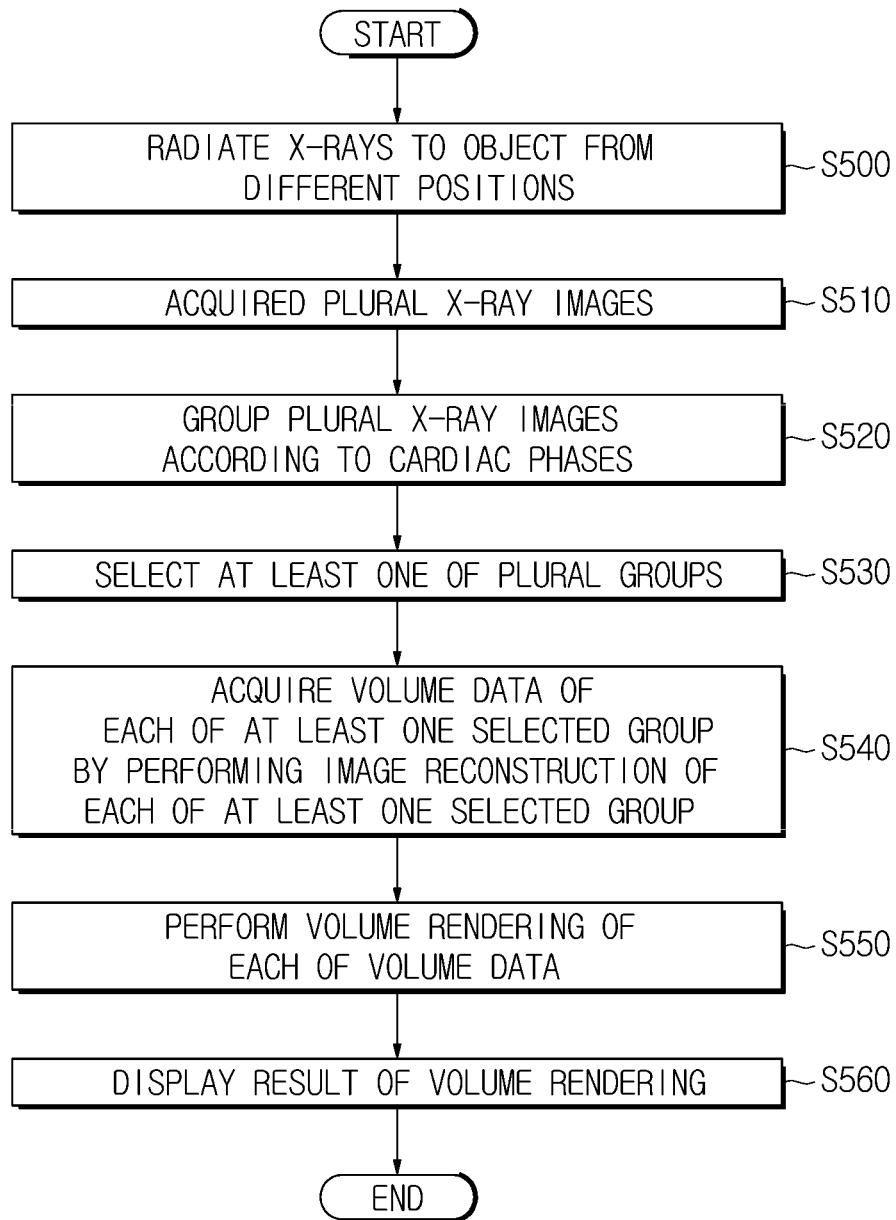 START
RADIATE X-RAYS TO OBJECT FROM
DIFFERENT POSITIONS
S500
ACQUIRED PLURAL X-RAY IMAGES
S510
GROUP PLURAL X-RAY IMAGES
ACCORDING TO CARDIAC PHASES
S520
SELECT AT LEAST ONE OF PLURAL GROUPS
S530
ACQUIRE VOLUME DATA OF
EACH OF AT LEAST ONE SELECTED GROUP
BY PERFORMING IMAGE RECONSTRUCTION OF
EACH OF AT LEAST ONE SELECTED GROUP
S540
PERFORM VOLUME RENDERING OF
EACH OF VOLUME DATA
S550
DISPLAY RESULT OF VOLUME RENDERING
S560
END